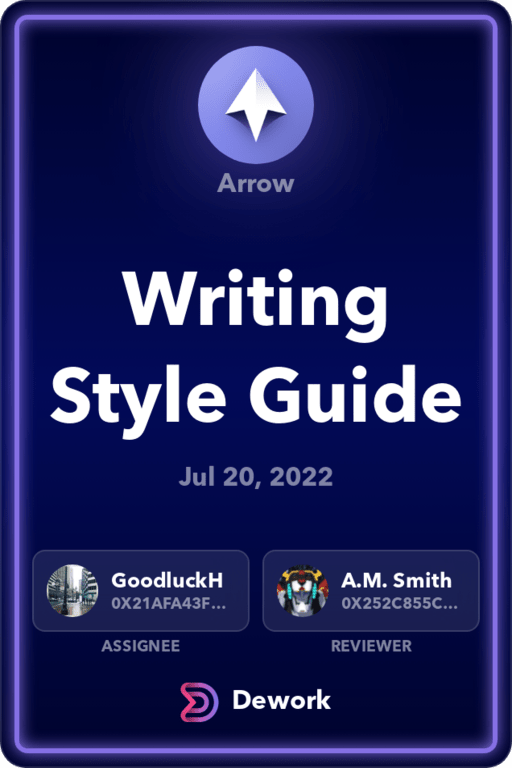 Arrow
Writing
Style Guide
Jul 20, 2022
GoodluckH
0X21AFA43F...
ASSIGNEE
A.M. Smith
0X252C855C...
REVIEWER
Dework